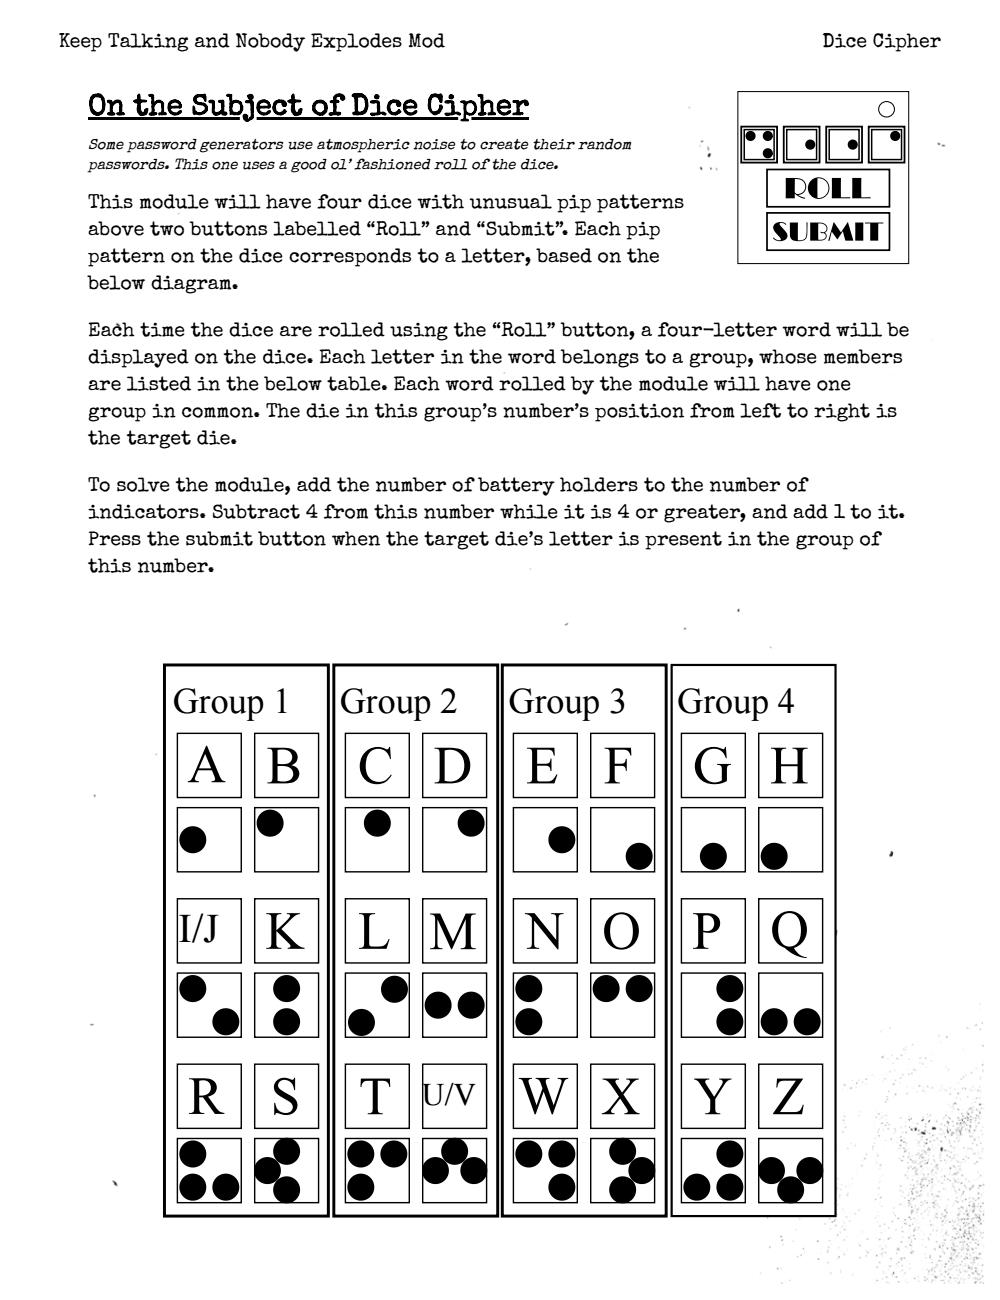 Keep Talking and Nobody Explodes Mod
Dice Cipher
On the Subject of Dice Cipher
Some password generators use atmospheric noise to create their random
passwords. This one uses a good ol’ fashioned roll of the dice.
This module will have four dice with unusual pip patterns
above two buttons labelled “Roll” and “Submit”. Each pip
pattern on the dice corresponds to a letter, based on the
below diagram.
ROLL
SUBMIT
Each time the dice are rolled using the “Roll” button, a four-letter word will be
displayed on the dice. Each letter in the word belongs to a group, whose members
are listed in the below table. Each word rolled by the module will have one
group in common. The die in this group’s number’s position from left to right is
the target die.
To solve the module, add the number of battery holders to the number of
indicators. Subtract 4 from this number while it is 4 or greater, and add 1 to it.
Press the submit button when the target die’s letter is present in the group of
this number.
Group 1 Group 2 Group 3 Group 4
A B C D E F G H
I/J K L M N O P Q
R S T U/V W X Y Z